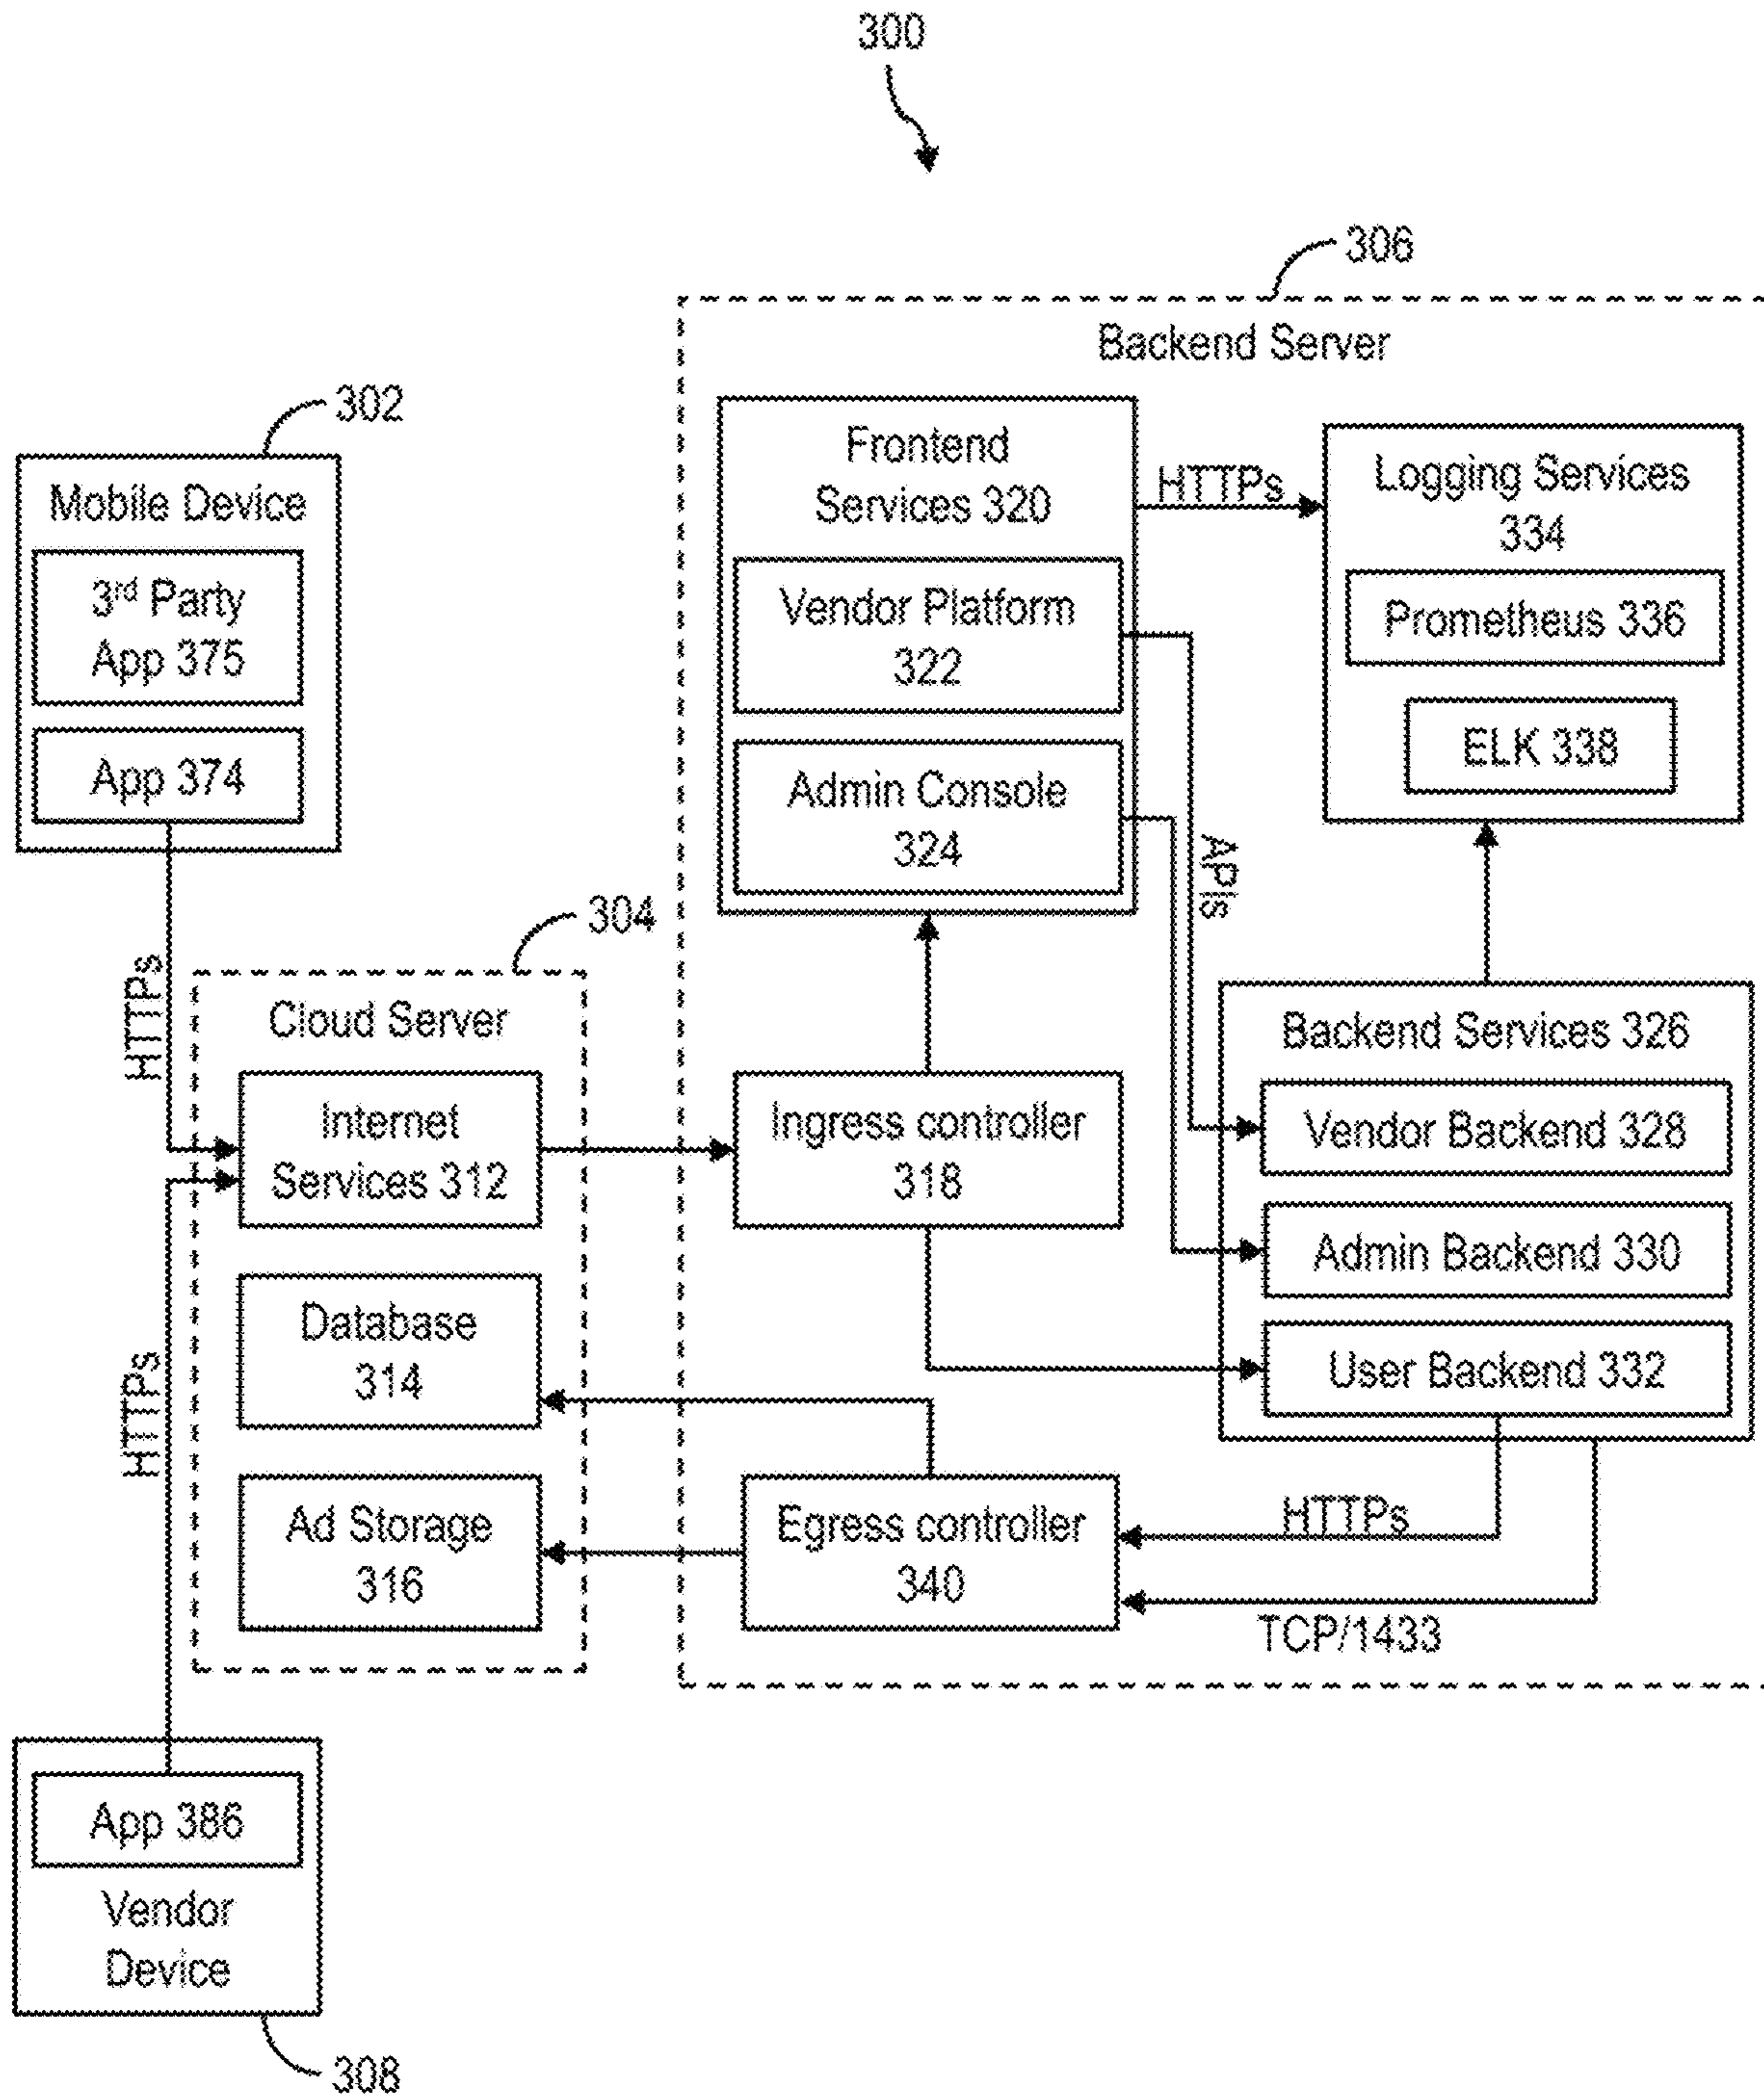 300
306
Backend Server
302
Mobile Device
3rd Party
App 375
App 374
Frontend
Services 320
Vendor Platform
322
Admin Console
324
HTTPs
Logging Services
334
Prometheus 336
ELK 338
APIs
304
HTTPs
Cloud Server
Internet
Services 312
Database
314
Ad Storage
316
HTTPs
Ingress controller
318
Backend Services 326
Vendor Backend 328
Admin Backend 330
User Backend 332
Egress controller
340
HTTPs
TCP/1433
App 386
Vendor
Device
308